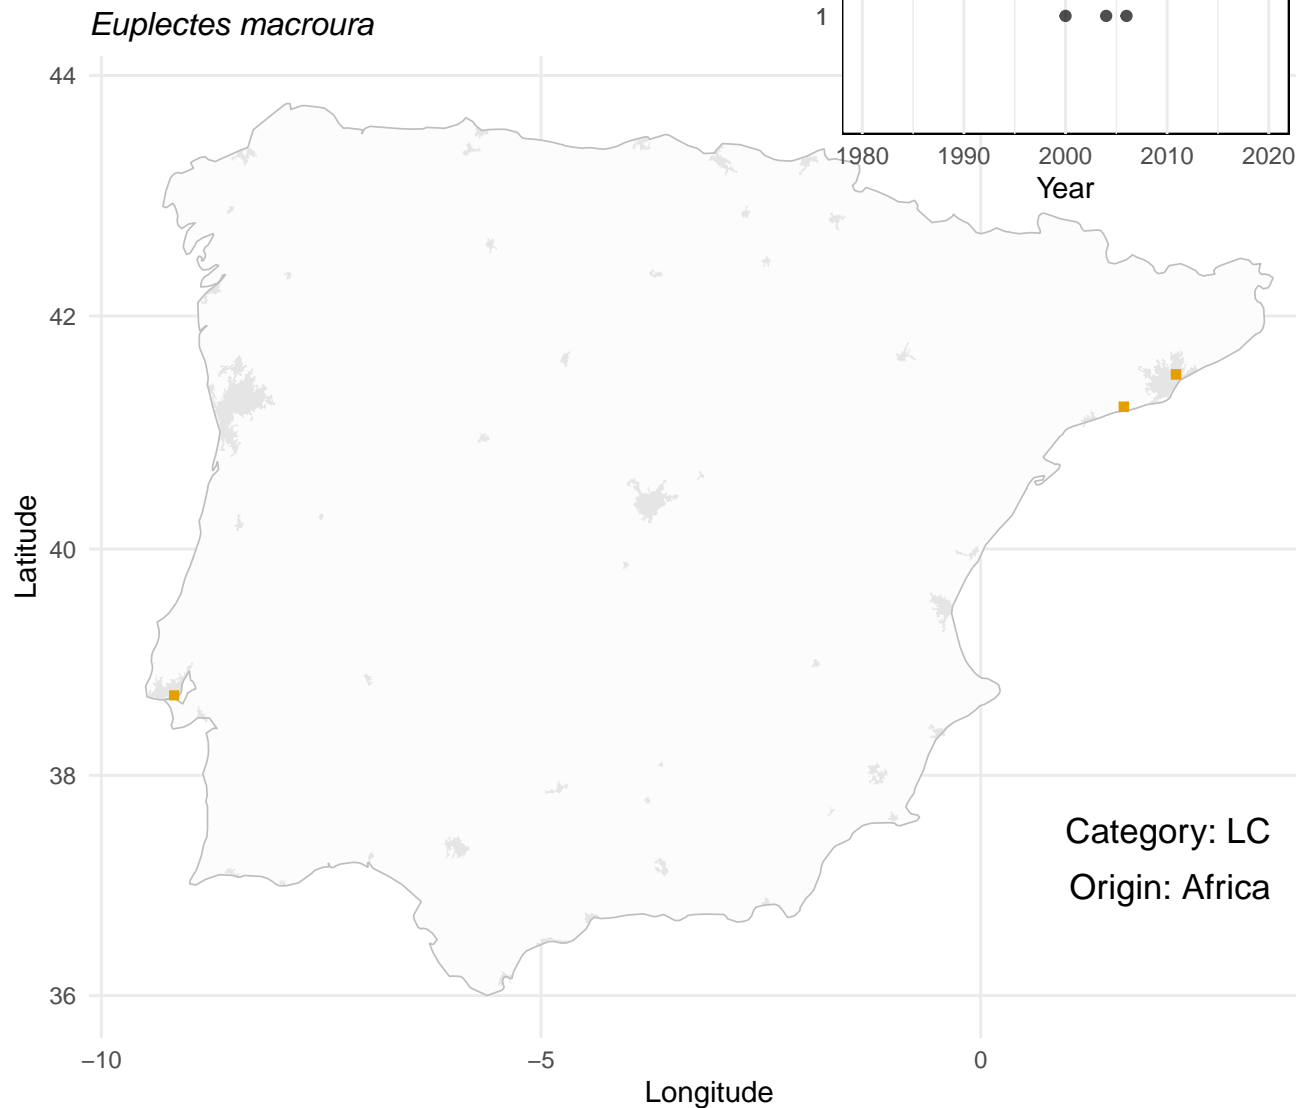 Euplectes macroura
1
1980 1990 2000 2010 2020
Year
44
42
40
38
36
Latitude
Category: LC
Origin: Africa
−10 −5 0
Longitude